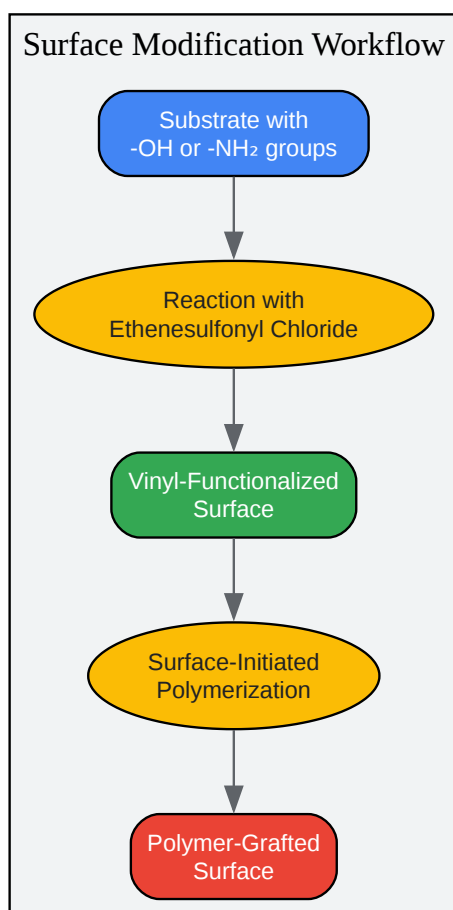 Surface Modification Workflow
Substrate with
-OH or -NH₂ groups
Reaction with
Ethenesulfonyl Chloride
Vinyl-Functionalized
Surface
Surface-Initiated
Polymerization
Polymer-Grafted
Surface